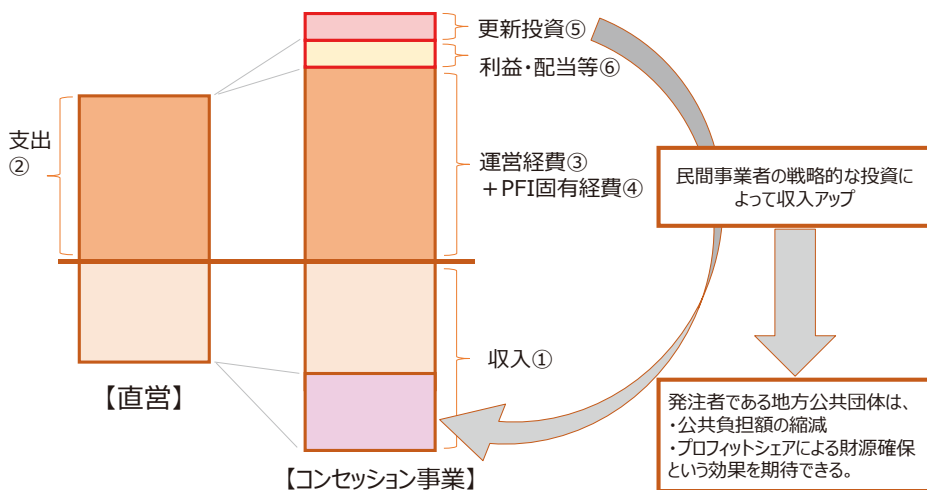 更新投資⑤
利益・配当等⑥
支出
②
運営経費③
+PFI固有経費④
民間事業者の戦略的な投資に
よって収入アップ
収入①
【直営】
【コンセッション事業】
発注者である地方公共団体は、
・公共負担額の縮減
・プロフィットシェアによる財源確保
という効果を期待できる。